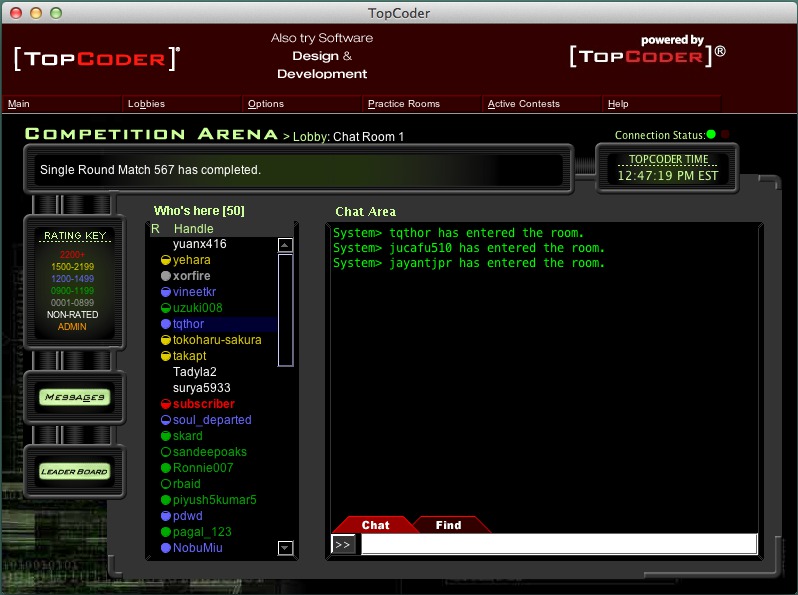 TopCoder
[TOPCODER]®
Also try Software
Design &
Development
powered by
[TOPCODER]®
Main
Lobbies
Options
Practice Rooms
Active Contests
Help
COMPETITION ARENA > Lobby: Chat Room 1
Connection Status:
Single Round Match 567 has completed.
TOPCODER TIME
12:47:19 PM EST
RATING KEY
2200+
1500-2199
1200-1499
0900-1199
0001-0899
NON-RATED
ADMIN
MESSAGES
LEADER BOARD
Who's here [50]
R Handle
yuanx416
yehara
xorfire
vineetkr
uzuki008
tqthor
tokoharu-sakura
takapt
Tadyla2
surya5933
subscriber
soul_departed
skard
sandeepoaks
Ronnie007
rbaid
piyush5kumar5
pdwd
pagal_123
NobuMiu
Chat Area
System> tqthor has entered the room.
System> jucafu510 has entered the room.
System> jayantjpr has entered the room.
Chat
Find
>>